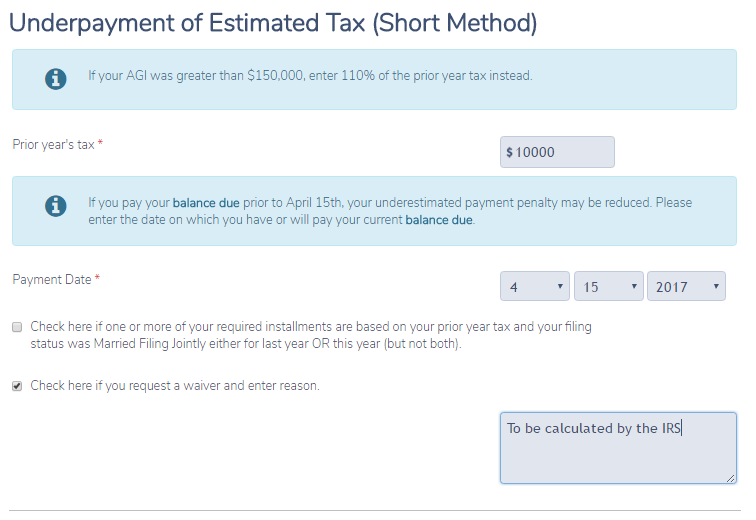 Underpayment of Estimated Tax (Short Method)
If your AGI was greater than $150,000, enter 110% of the prior year tax instead.
Prior year's tax *
$ 10000
If you pay your balance due prior to April 15th, your underestimated payment penalty may be reduced. Please
enter the date on which you have or will pay your current balance due.
Payment Date *
4 15 2017
Check here if one or more of your required installments are based on your prior year tax and your filing
status was Married Filing Jointly either for last year OR this year (but not both).
Check here if you request a waiver and enter reason.
To be calculated by the IRS